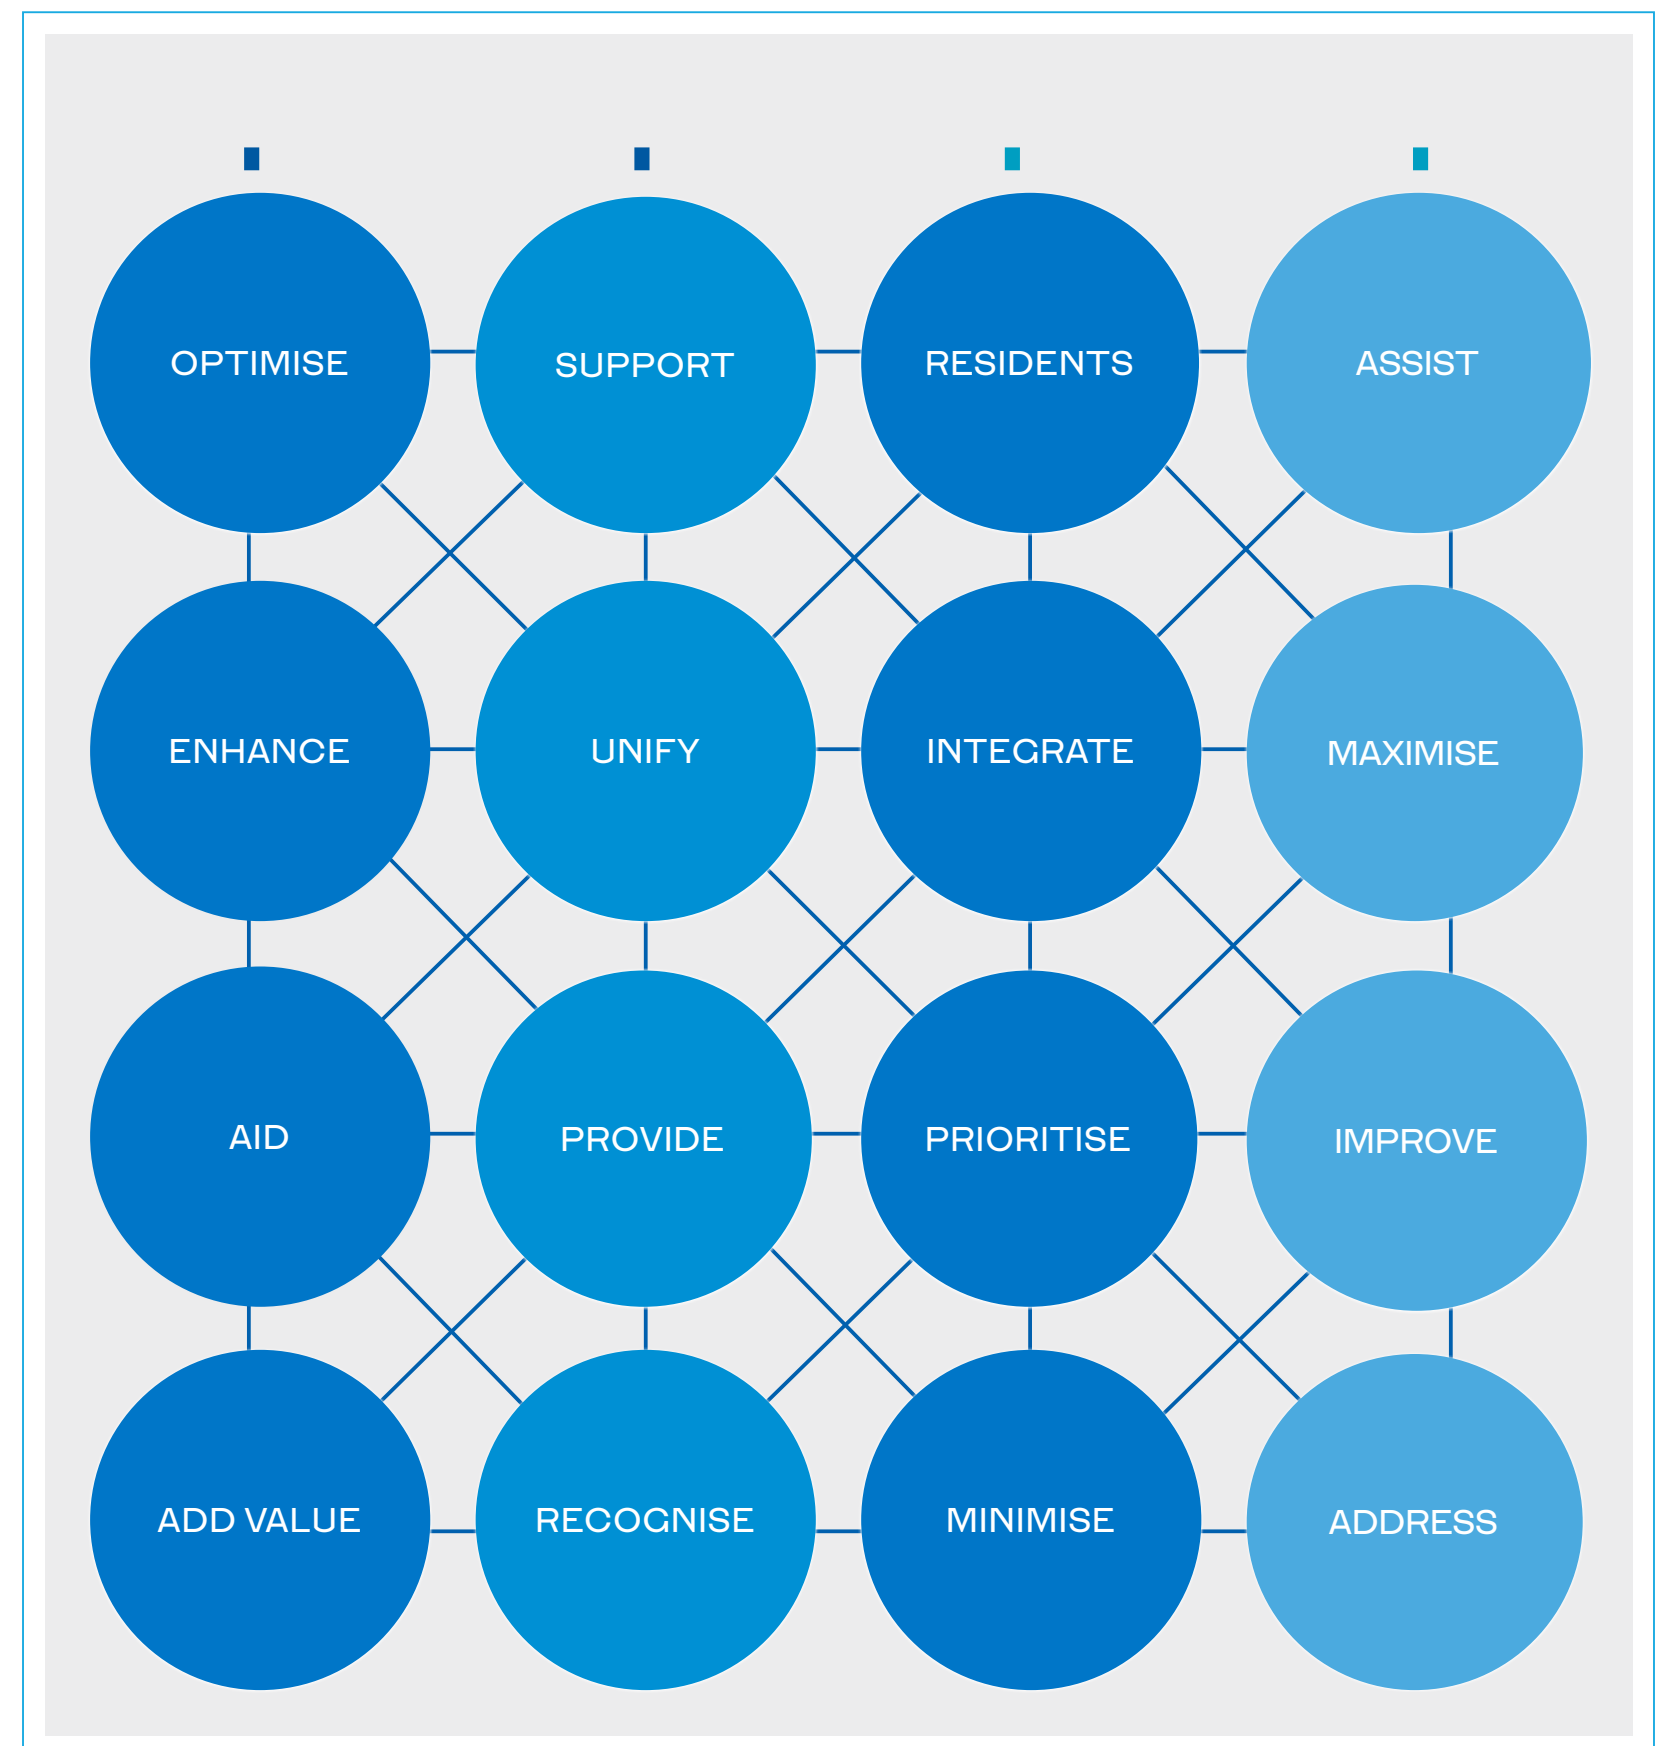 OPTIMISE
SUPPORT
RESIDENTS
ASSIST
ENHANCE
UNIFY
INTEGRATE
MAXIMISE
AID
PROVIDE
PRIORITISE
IMPROVE
ADD VALUE
RECOGNISE
MINIMISE
ADDRESS